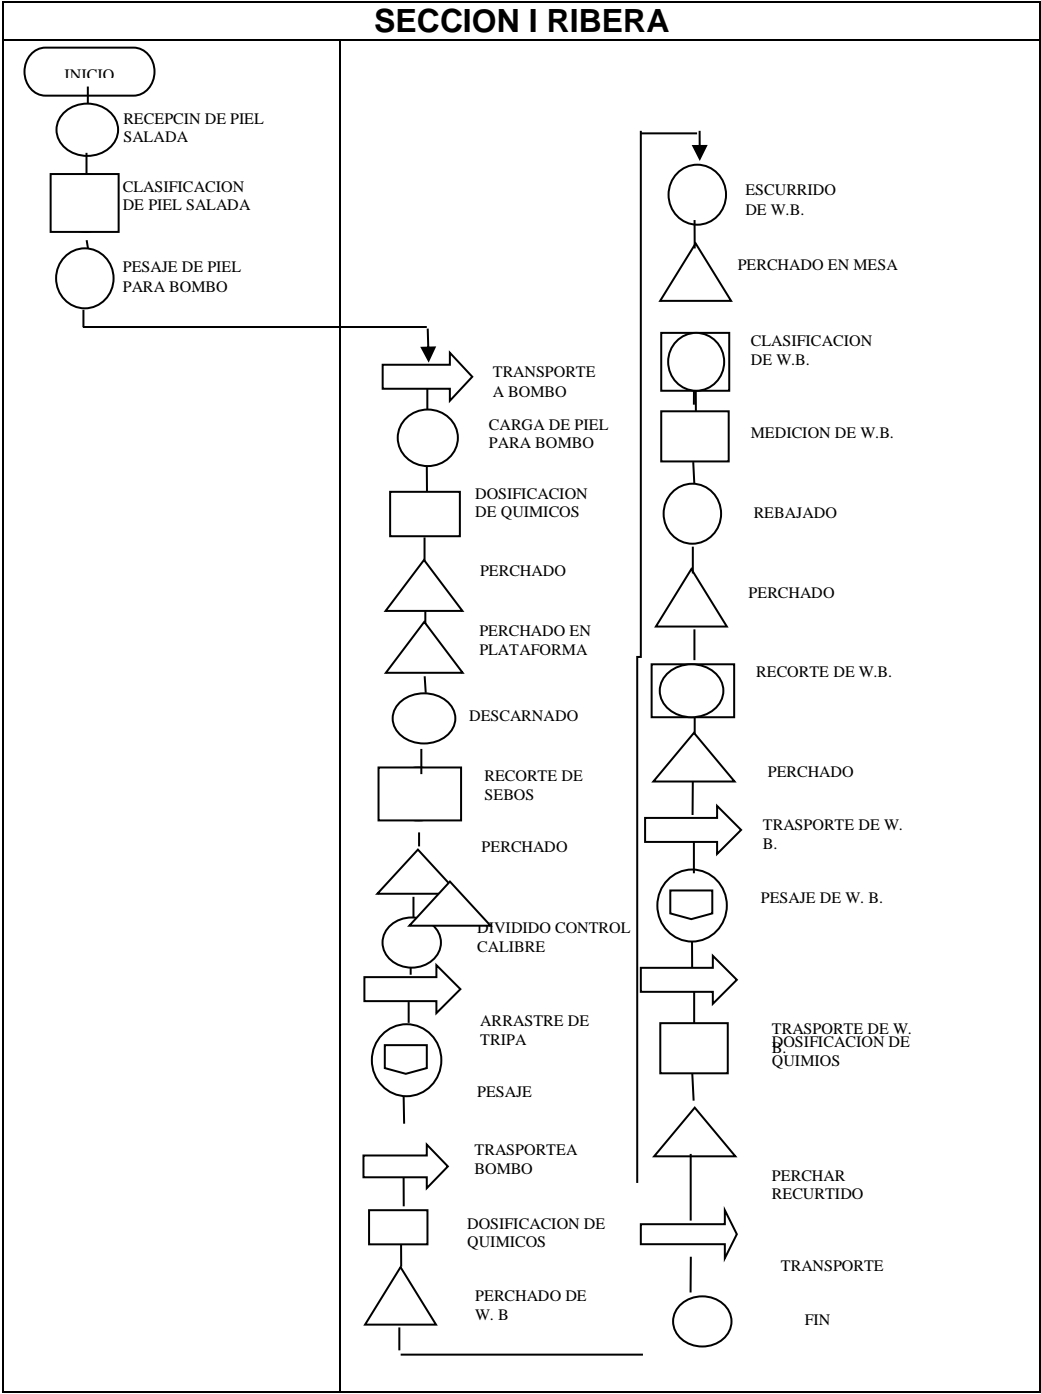 SECCION I RIBERA
INICIO
RECEPCIN DE PIEL
SALADA
CLASIFICACION
DE PIEL SALADA
PESAJE DE PIEL
PARA BOMBO
TRANSPORTE
A BOMBO
CARGA DE PIEL
PARA BOMBO
DOSIFICACION
DE QUIMICOS
PERCHADO
PERCHADO EN
PLATAFORMA
DESCARNADO
RECORTE DE
SEBOS
PERCHADO
DIVIDIDO CONTROL
CALIBRE
ARRASTRE DE
TRIPA
PESAJE
TRASPORTEA
BOMBO
DOSIFICACION DE
QUIMICOS
PERCHADO DE
W. B
ESCURRIDO
DE W.B.
PERCHADO EN MESA
CLASIFICACION
DE W.B.
MEDICION DE W.B.
REBAJADO
PERCHADO
RECORTE DE W.B.
PERCHADO
TRASPORTE DE W.
B.
PESAJE DE W. B.
TRASPORTE DE W.
B.
DOSIFICACION DE
QUIMIOS
PERCHAR
RECURTIDO
TRANSPORTE
FIN